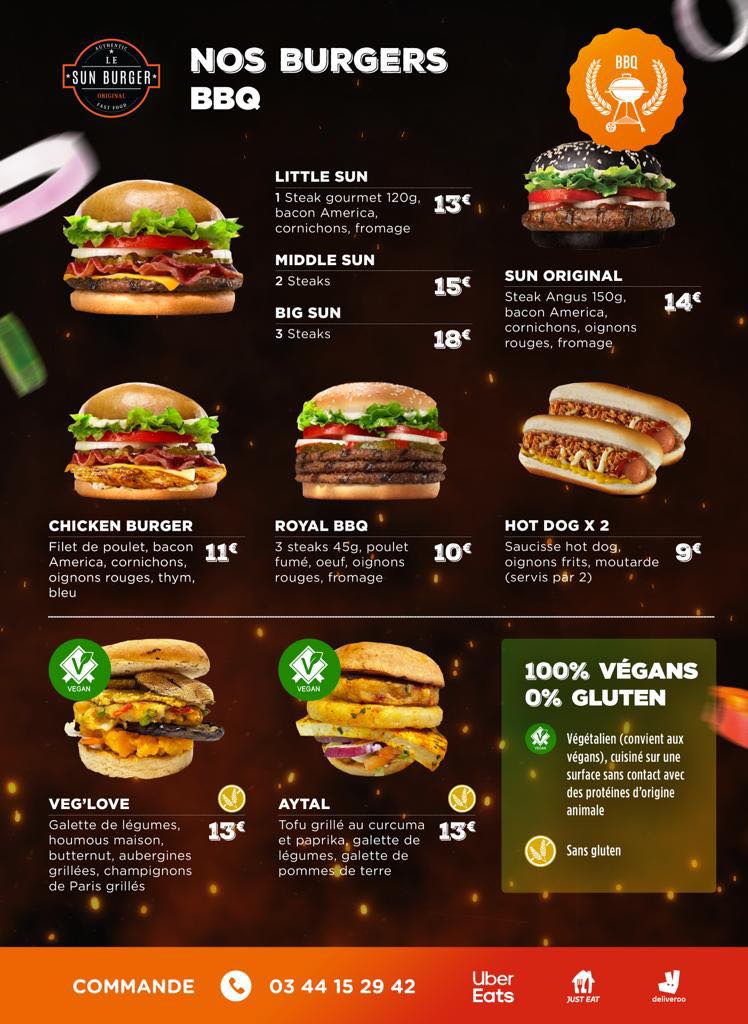 AUTHENTIC
LE
SUN BURGER
ORIGINAL
FAST FOOD
NOS BURGERS
BBQ
BBQ
LITTLE SUN
1 Steak gourmet 120g,
bacon America,
cornichons, fromage
13€
MIDDLE SUN
2 Steaks
15€
BIG SUN
3 Steaks
18€
SUN ORIGINAL
Steak Angus 150g,
bacon America,
cornichons, oignons
rouges, fromage
14€
CHICKEN BURGER
Filet de poulet, bacon
America, cornichons,
oignons rouges, thym,
bleu
11€
ROYAL BBQ
3 steaks 45g, poulet
fumé, oeuf, oignons
rouges, fromage
10€
HOT DOG X 2
Saucisse hot dog,
oignons frits, moutarde
(servis par 2)
9€
VEGAN
VEG'LOVE
Galette de légumes,
houmous maison,
butternut, aubergines
grillées, champignons
de Paris grillés
13€
VEGAN
AYTAL
Tofu grillé au curcuma
et paprika, galette de
légumes, galette de
pommes de terre
13€
100% VÉGANS
0% GLUTEN
VEGAN
Végétalien (convient aux
végans), cuisiné sur une
surface sans contact avec
des protéines d'origine
animale
Sans gluten
COMMANDE 03 44 15 29 42
Uber
Eats
JUST EAT
deliveroo